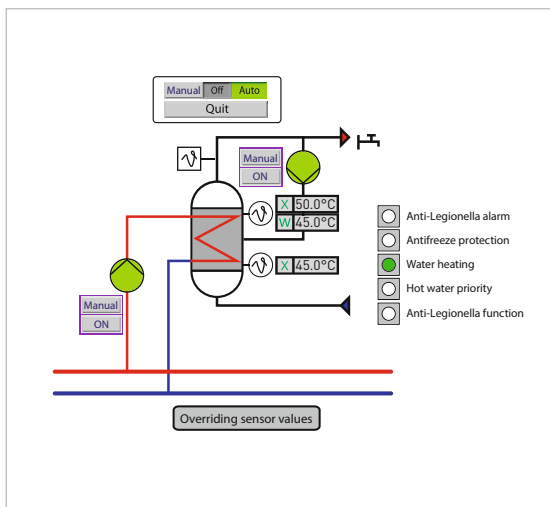 Manual Off Auto
Quit
Manual
ON
X 50.0°C
W 45.0°C
X 45.0°C
Manual
ON
Anti-Legionella alarm
Antifreeze protection
Water heating
Hot water priority
Anti-Legionella function
Overriding sensor values